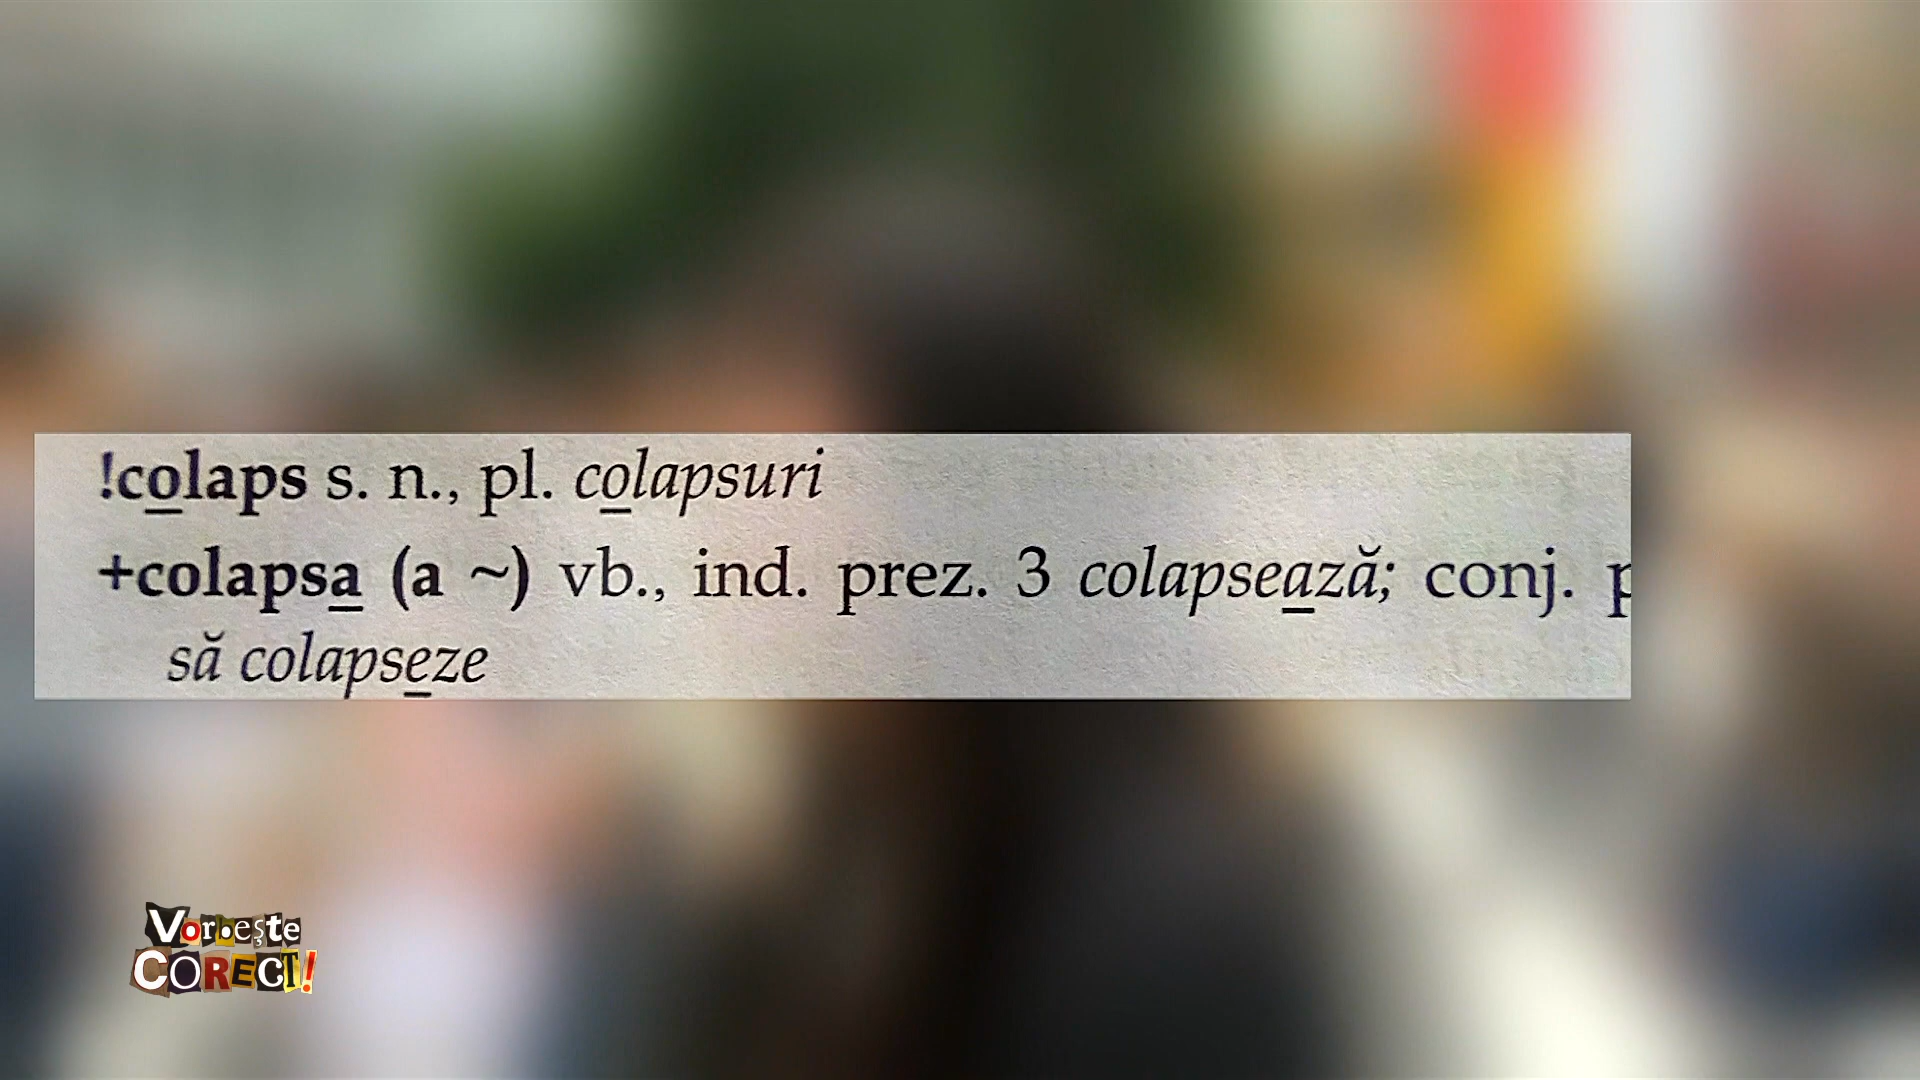 !colaps s. n., pl. colapsuri
+colapsa (a ~) vb., ind. prez. 3 colapsează; conj.
să colapseze
Vorbește
CORECT!